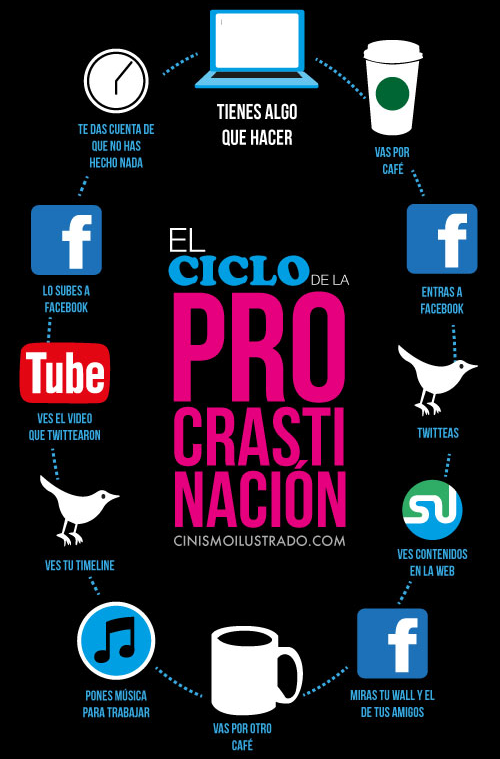 TIENES ALGO
QUE HACER
VAS POR
CAFÉ
f
ENTRAS A
FACEBOOK
TWITTEAS
su
VES CONTENIDOS
EN LA WEB
f
MIRAS TU WALL Y EL
DE TUS AMIGOS
VAS POR OTRO
CAFÉ
PONES MÚSICA
PARA TRABAJAR
VES TU TIMELINE
Tube
VES EL VIDEO
QUE TWITTEARON
f
LO SUBES A
FACEBOOK
TE DAS CUENTA DE
QUE NO HAS
HECHO NADA
EL
CICLO DE LA
PRO
CRASTI
NACIÓN
CINISMOILUSTRADO.COM